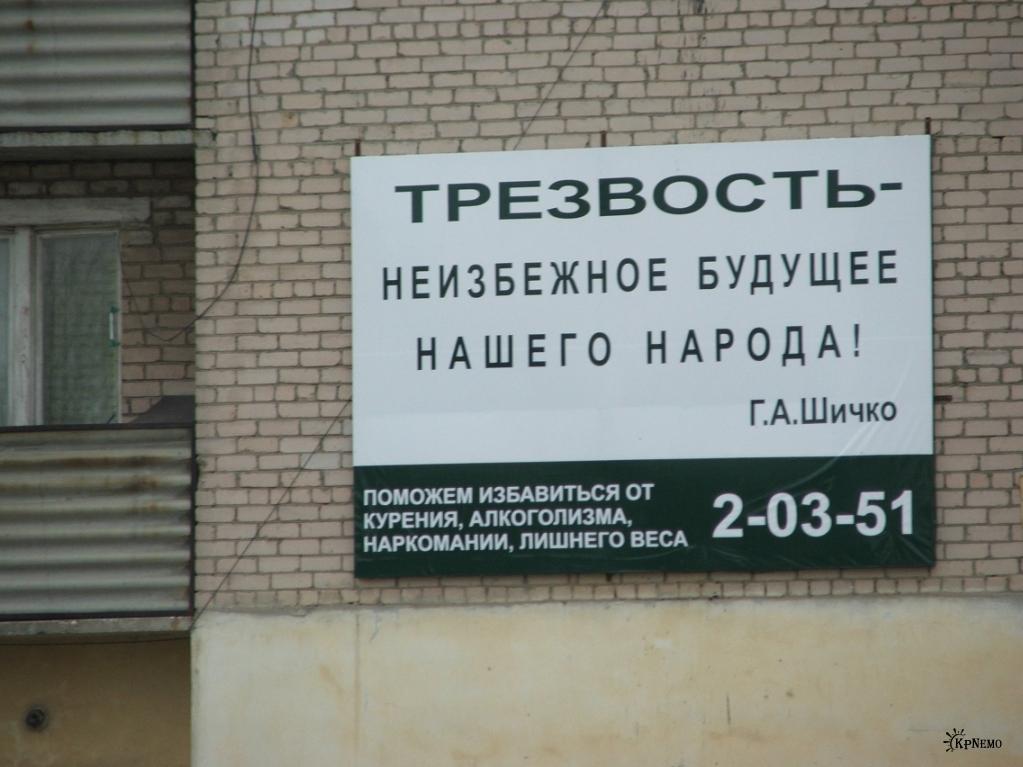 ТРЕЗВОСТЬ-
НЕИЗБЕЖНОЕ БУДУЩЕЕ
НАШЕГО НАРОДА!
Г.А.Шичко
ПОМОЖЕМ ИЗБАВИТЬСЯ ОТ
КУРЕНИЯ, АЛКОГОЛИЗМА,
НАРКОМАНИИ, ЛИШНЕГО ВЕСА
2-03-51
KpNemo